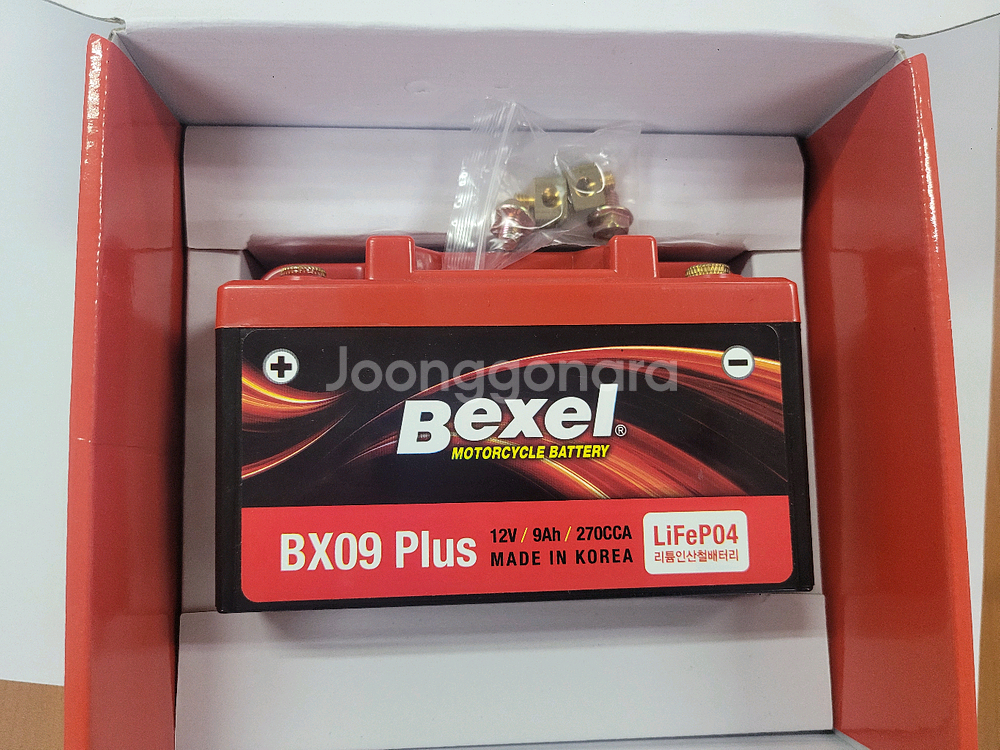 +
−
Joonggonara
Bexel®
MOTORCYCLE BATTERY
BX09 Plus
12V / 9Ah / 270CCA
MADE IN KOREA
LiFePO4
리튬인산철배터리